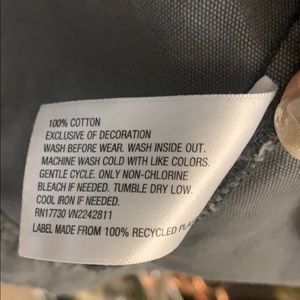 100% COTTON
EXCLUSIVE OF DECORATION
WASH BEFORE WEAR. WASH INSIDE OUT.
MACHINE WASH COLD WITH LIKE COLORS.
GENTLE CYCLE. ONLY NON-CHLORINE
BLEACH IF NEEDED. TUMBLE DRY LOW.
COOL IRON IF NEEDED.
RN17730 VN2242811
LABEL MADE FROM 100% RECYCLED